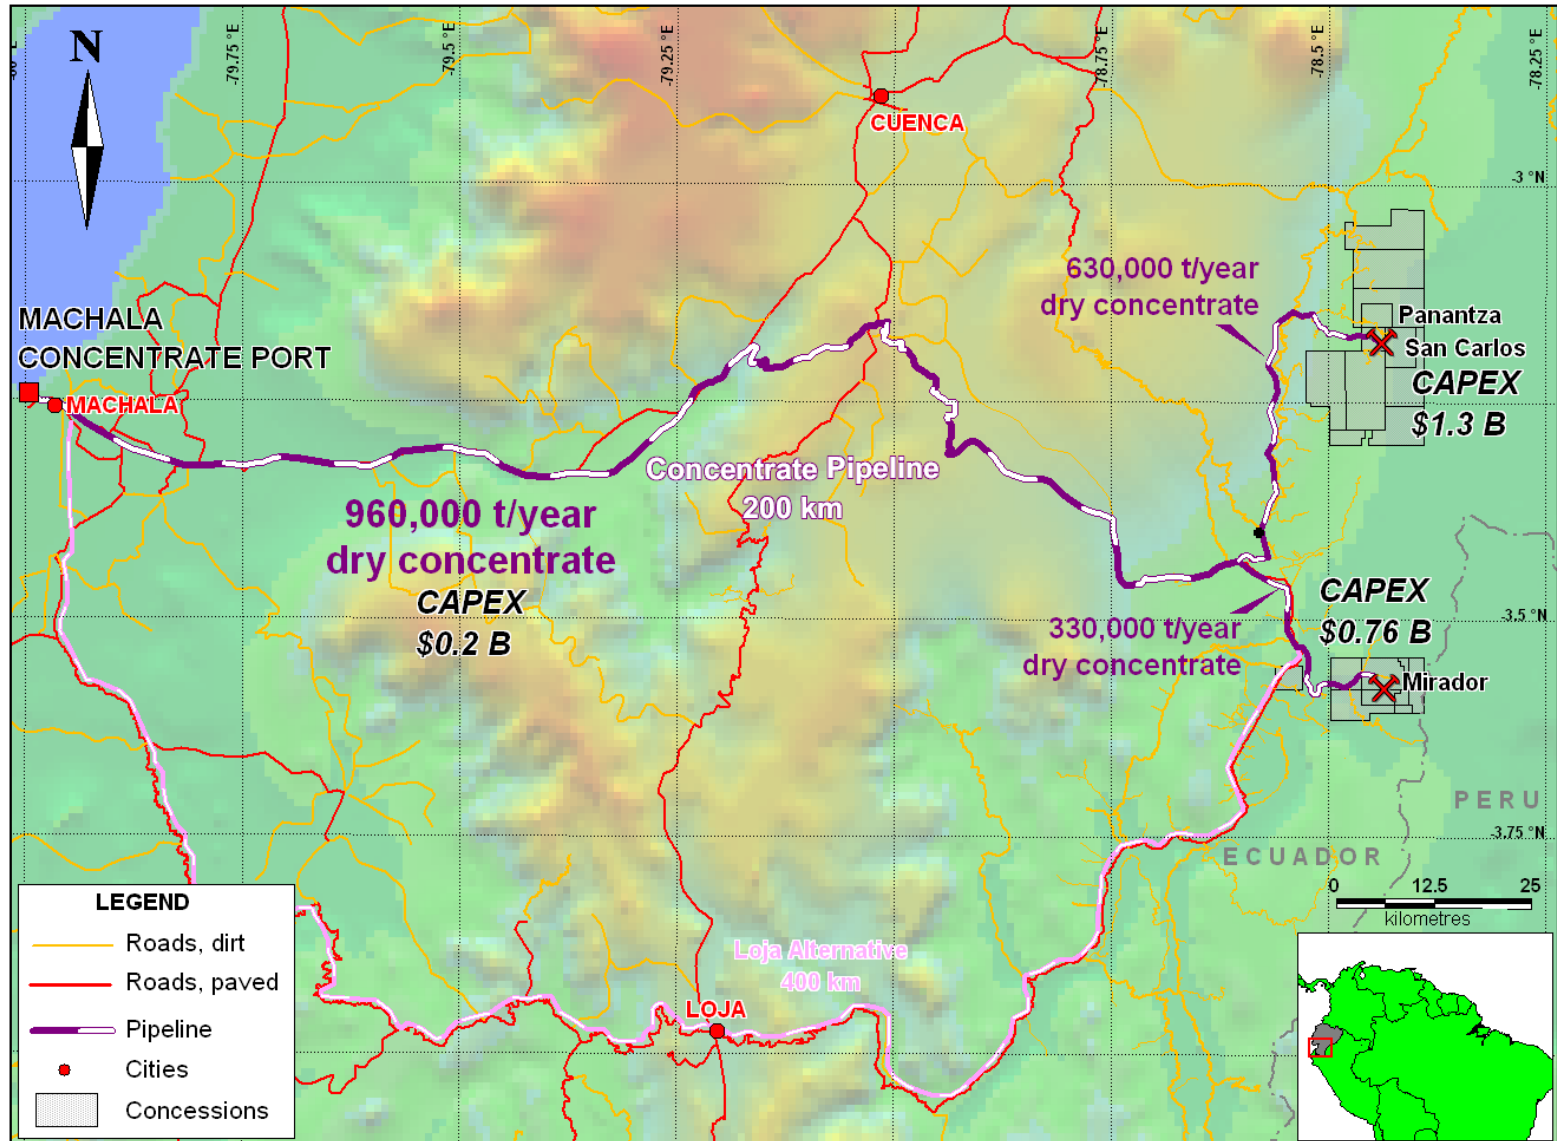 N
-79.75 °E
-79.5 °E
-79.25 °E
-78.75 °E
-78.5 °E
-78.25 °E
CUENCA
-3 °N
630,000 t/year
dry concentrate
MACHALA
CONCENTRATE PORT
Panantza
San Carlos
CAPEX
$1.3 B
MACHALA
Concentrate Pipeline
200 km
960,000 t/year
dry concentrate
CAPEX
$0.2 B
CAPEX
$0.76 B
-3.5 °N
330,000 t/year
dry concentrate
Mirador
PERU
-3.75 °N
ECUADOR
0 12.5 25
kilometres
LEGEND
Roads, dirt
Roads, paved
Pipeline
Cities
Concessions
Loja Alternative
400 km
LOJA